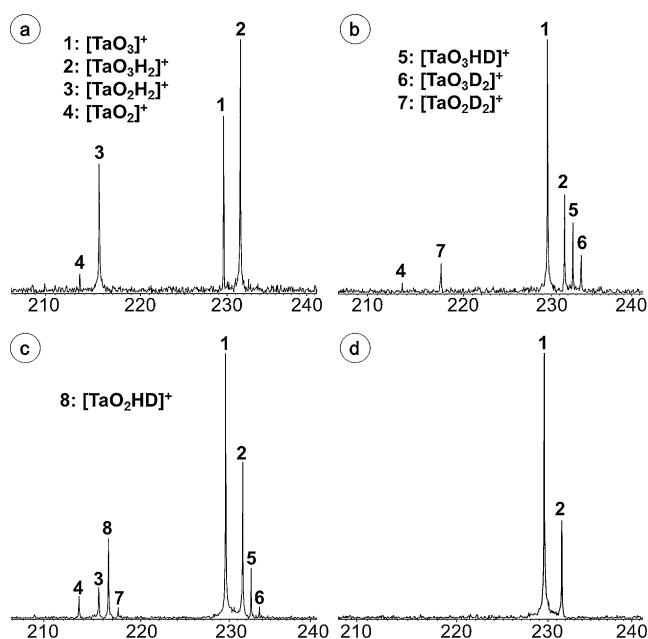 a
1: [TaO₃]⁺
2: [TaO₃H₂]⁺
3: [TaO₂H₂]⁺
4: [TaO₂]⁺
2
1
3
4
210 220 230 240
b
5: [TaO₃HD]⁺
6: [TaO₃D₂]⁺
7: [TaO₂D₂]⁺
1
2
5
6
7
4
210 220 230 240
c
8: [TaO₂HD]⁺
1
2
8
5
4 3 7 6
210 220 230 240
d
1
2
210 220 230 240